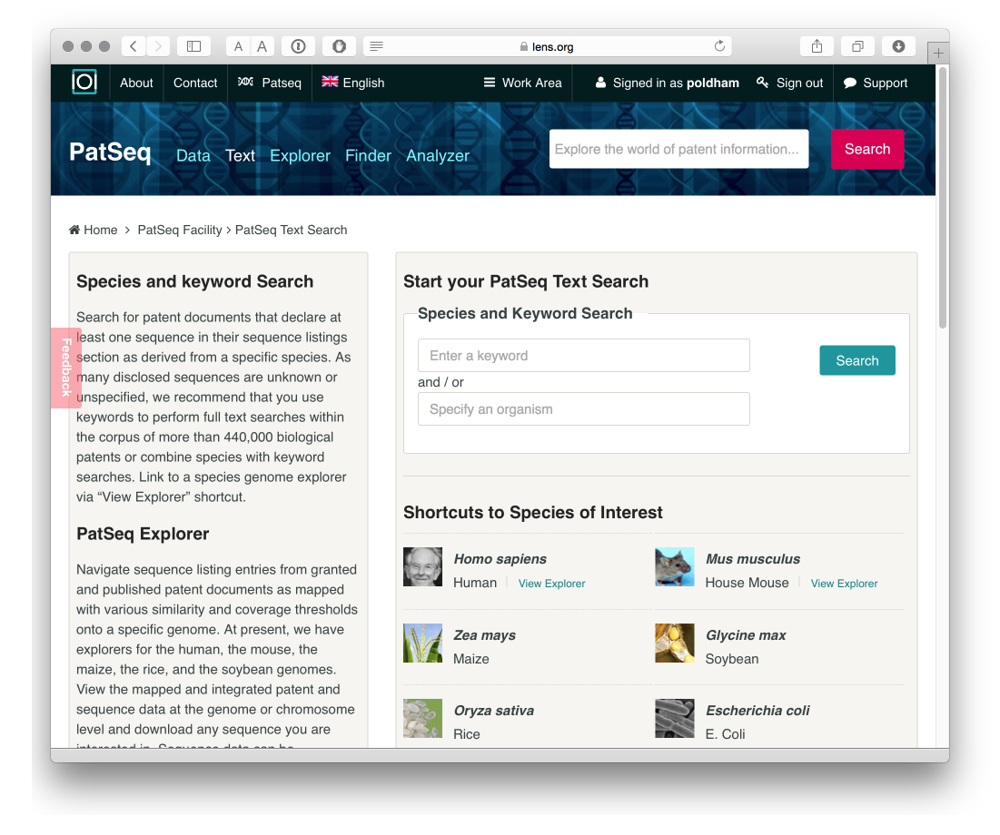 A A
lens.org
About Contact Patseq English Work Area Signed in as poldham Sign out Support
PatSeq Data Text Explorer Finder Analyzer
Explore the world of patent information... Search
Home > PatSeq Facility > PatSeq Text Search
Feedback
Species and keyword Search
Search for patent documents that declare at
least one sequence in their sequence listings
section as derived from a specific species. As
many disclosed sequences are unknown or
unspecified, we recommend that you use
keywords to perform full text searches within
the corpus of more than 440,000 biological
patents or combine species with keyword
searches. Link to a species genome explorer
via “View Explorer” shortcut.
PatSeq Explorer
Navigate sequence listing entries from granted
and published patent documents as mapped
with various similarity and coverage thresholds
onto a specific genome. At present, we have
explorers for the human, the mouse, the
maize, the rice, and the soybean genomes.
View the mapped and integrated patent and
sequence data at the genome or chromosome
level and download any sequence you are
interested in. Sequence data can be
Start your PatSeq Text Search
Species and Keyword Search
Enter a keyword
Search
and / or
Specify an organism
Shortcuts to Species of Interest
Homo sapiens
Human View Explorer
Mus musculus
House Mouse View Explorer
Zea mays
Maize
Glycine max
Soybean
Oryza sativa
Rice
Escherichia coli
E. Coli